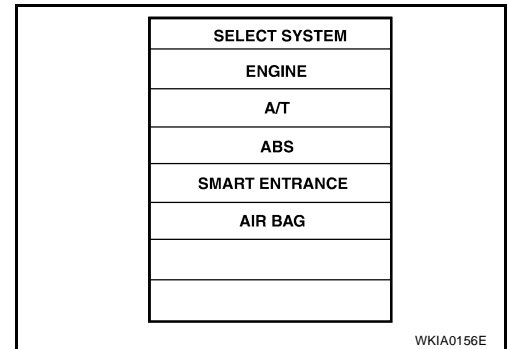 SELECT SYSTEM
ENGINE
A/T
ABS
SMART ENTRANCE
AIR BAG
WKIA0156E